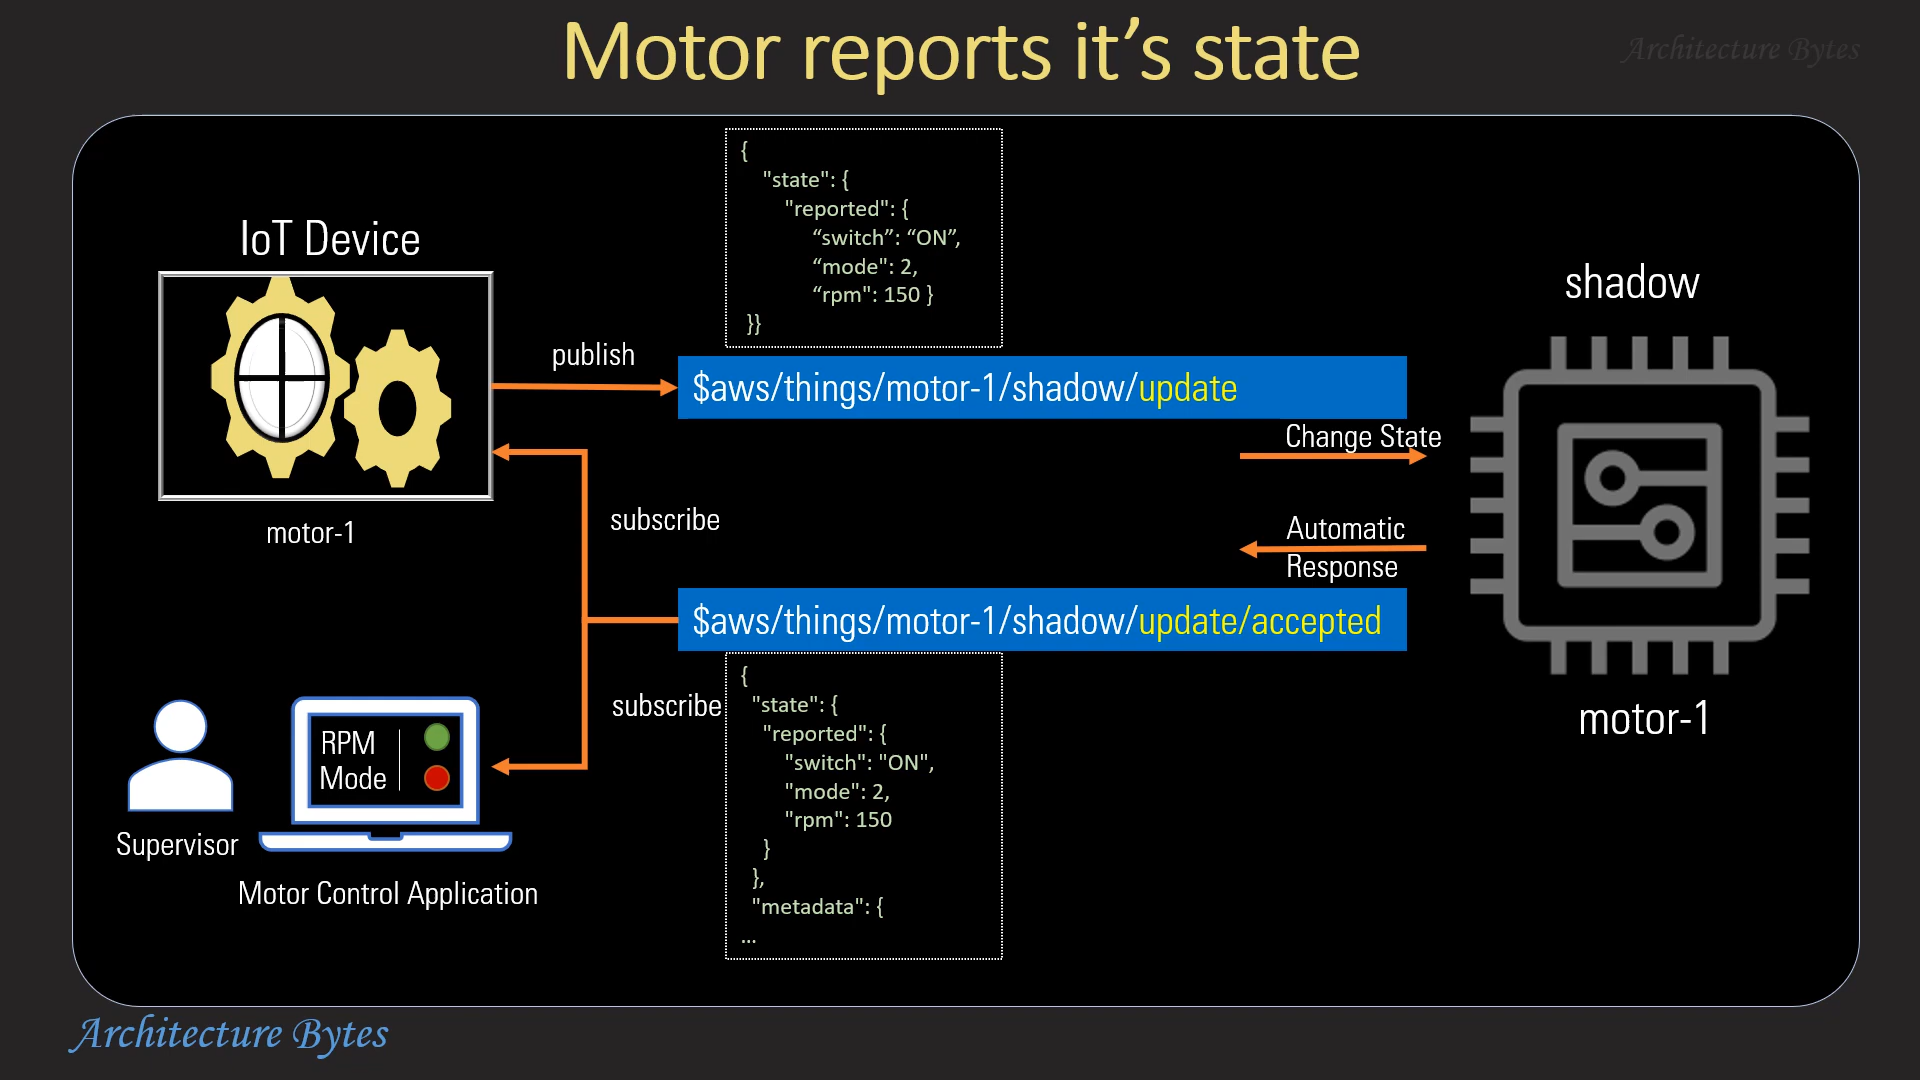 Motor reports it’s state
Architecture Bytes
{
"state": {
"reported": {
“switch”: “ON”,
“mode": 2,
“rpm": 150 }
}}
IoT Device
motor-1
publish
$aws/things/motor-1/shadow/update
Change State
Automatic
Response
shadow
motor-1
subscribe
$aws/things/motor-1/shadow/update/accepted
subscribe
{
"state": {
"reported": {
"switch": "ON",
"mode": 2,
"rpm": 150
}
},
"metadata": {
...
RPM
Mode
Supervisor
Motor Control Application
Architecture Bytes